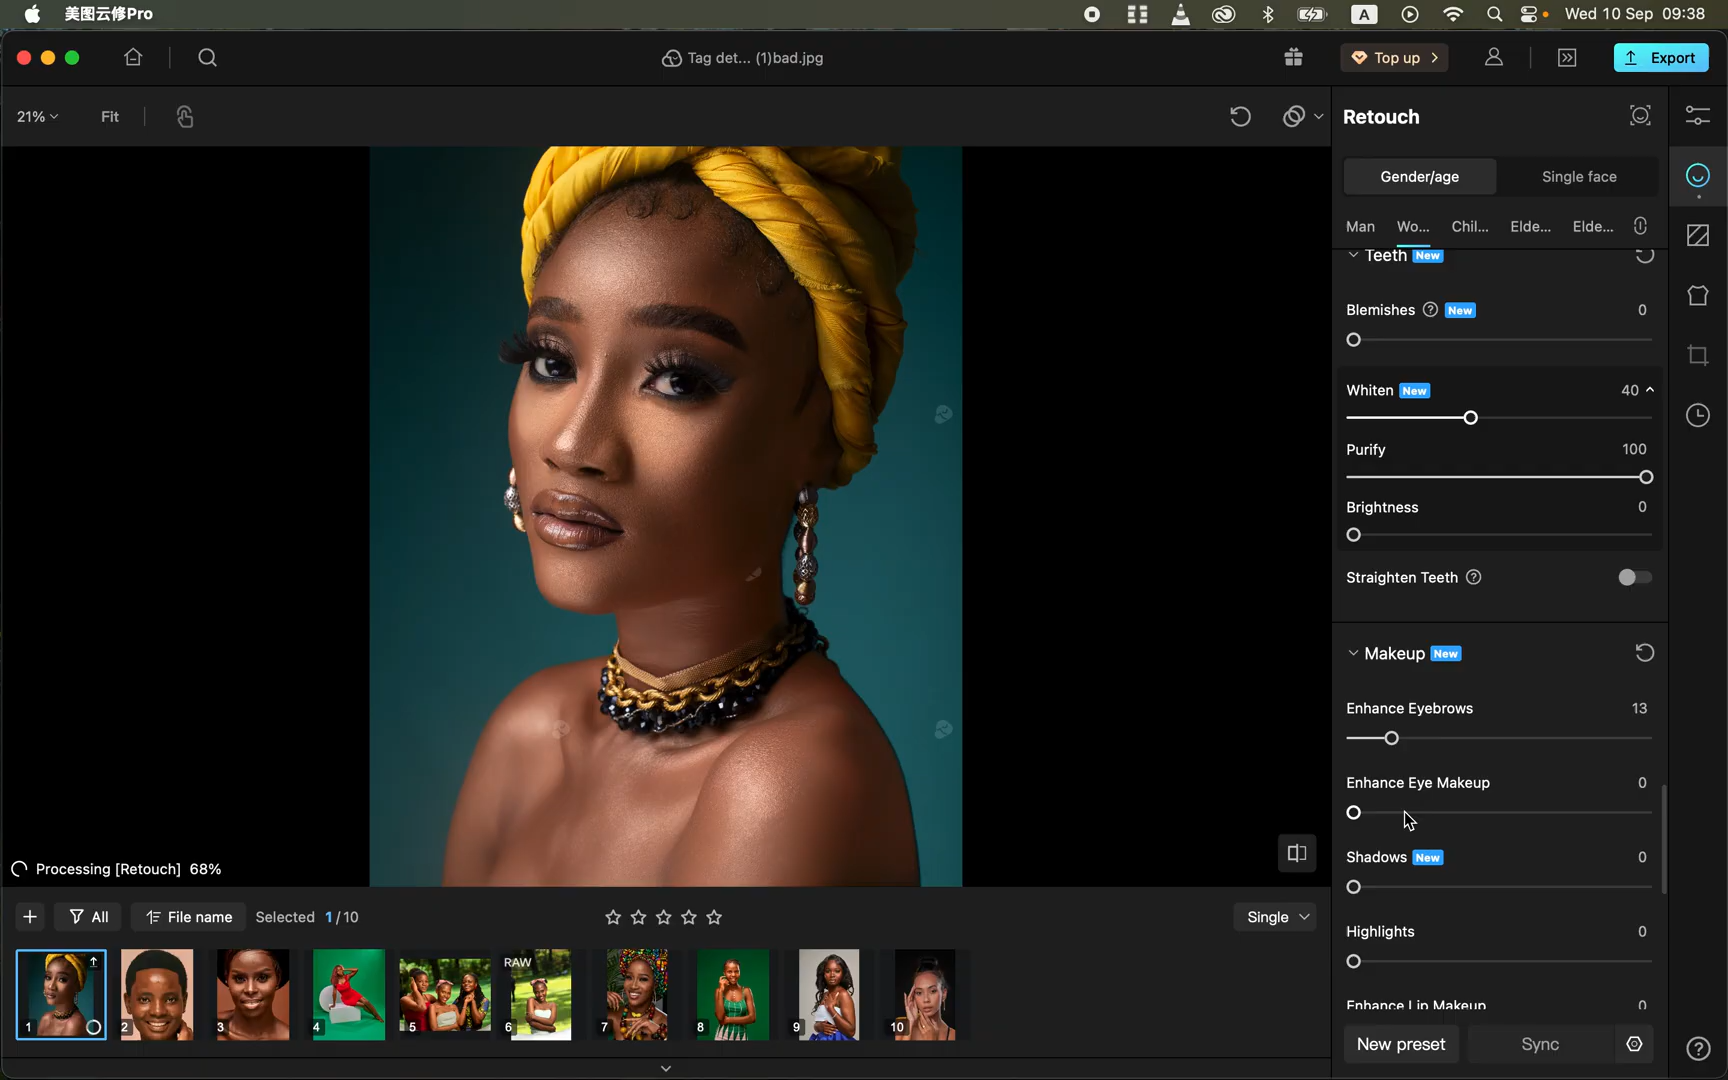 美图云修Pro
A
Wed 10 Sep 09:38
Tag det... (1)bad.jpg
Top up
Export
21%
Fit
Retouch
Gender/age
Single face
Man
Wo...
Chil...
Elde...
Elde...
Teeth New
Blemishes ? New 0
Whiten New 40
Purify 100
Brightness 0
Straighten Teeth ?
Makeup New
Enhance Eyebrows 13
Enhance Eye Makeup 0
Shadows New 0
Highlights 0
Enhance Lip Makeup 0
Processing [Retouch] 68%
All
File name
Selected 1/10
Single
1
2
3
4
5
RAW
6
7
8
9
10
New preset
Sync
?